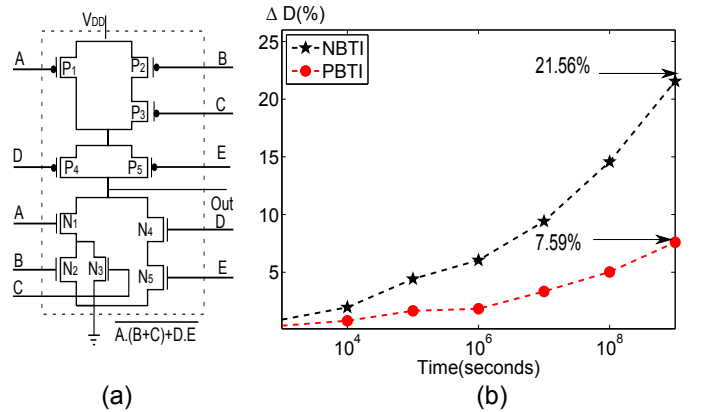 V_DD
A
P1
P2
B
P3
C
D
P4
P5
E
Out
A
N1
N4
D
B
N2
N3
N5
E
C
A.(B+C)+D.E
(a)
Δ D(%)
NBTI
PBTI
25
20
15
10
5
21.56%
7.59%
10^4
10^6
10^8
Time(seconds)
(b)